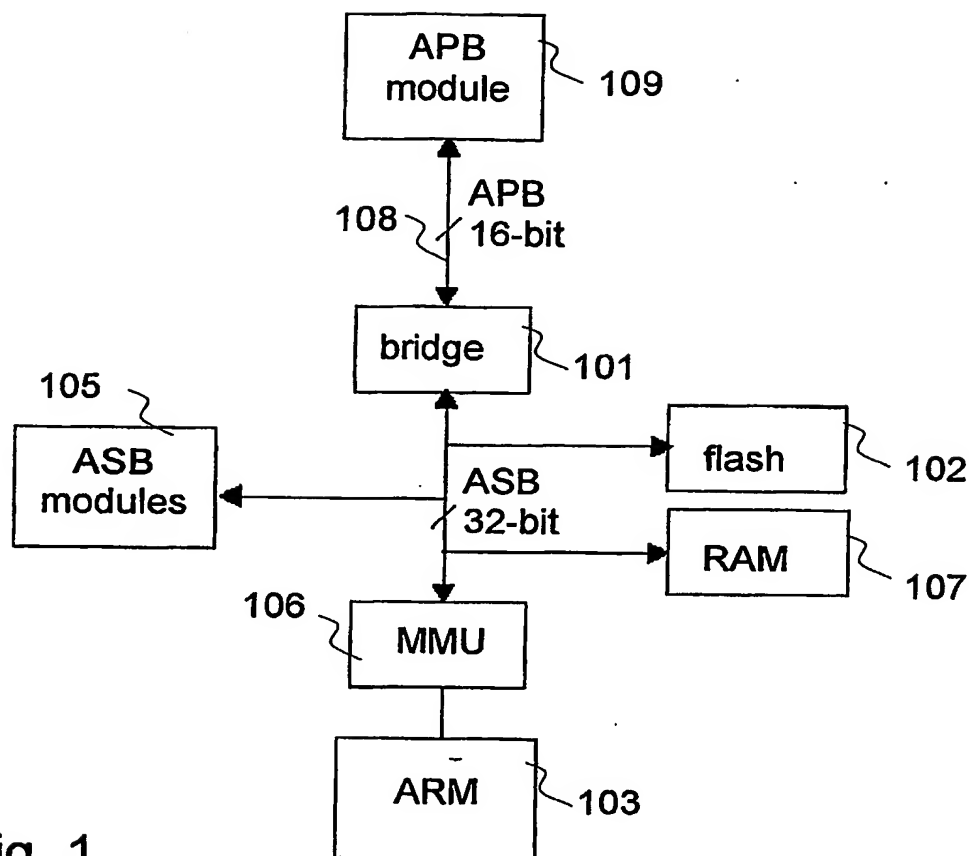 APB
module
109
APB
16-bit
108
bridge
101
105
ASB
modules
flash
102
ASB
32-bit
RAM
107
106
MMU
ARM
103
ig. 1